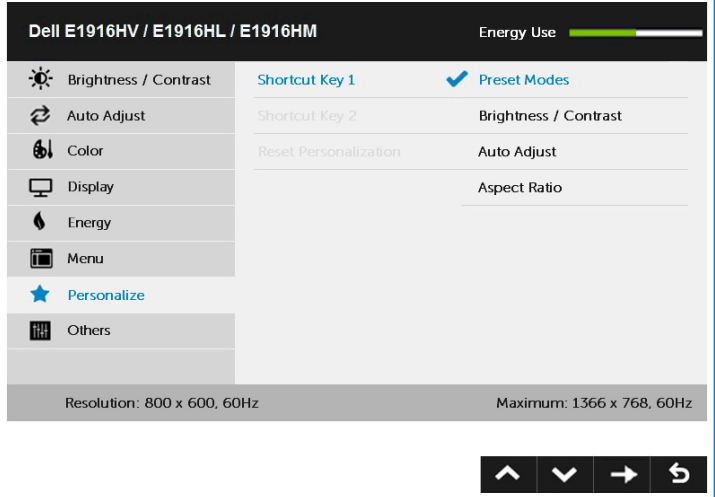 Dell E1916HV / E1916HL / E1916HM
Energy Use
Brightness / Contrast
Auto Adjust
Color
Display
Energy
Menu
Personalize
Others
Shortcut Key 1
Shortcut Key 2
Reset Personalization
Preset Modes
Brightness / Contrast
Auto Adjust
Aspect Ratio
Resolution: 800 x 600, 60Hz
Maximum: 1366 x 768, 60Hz